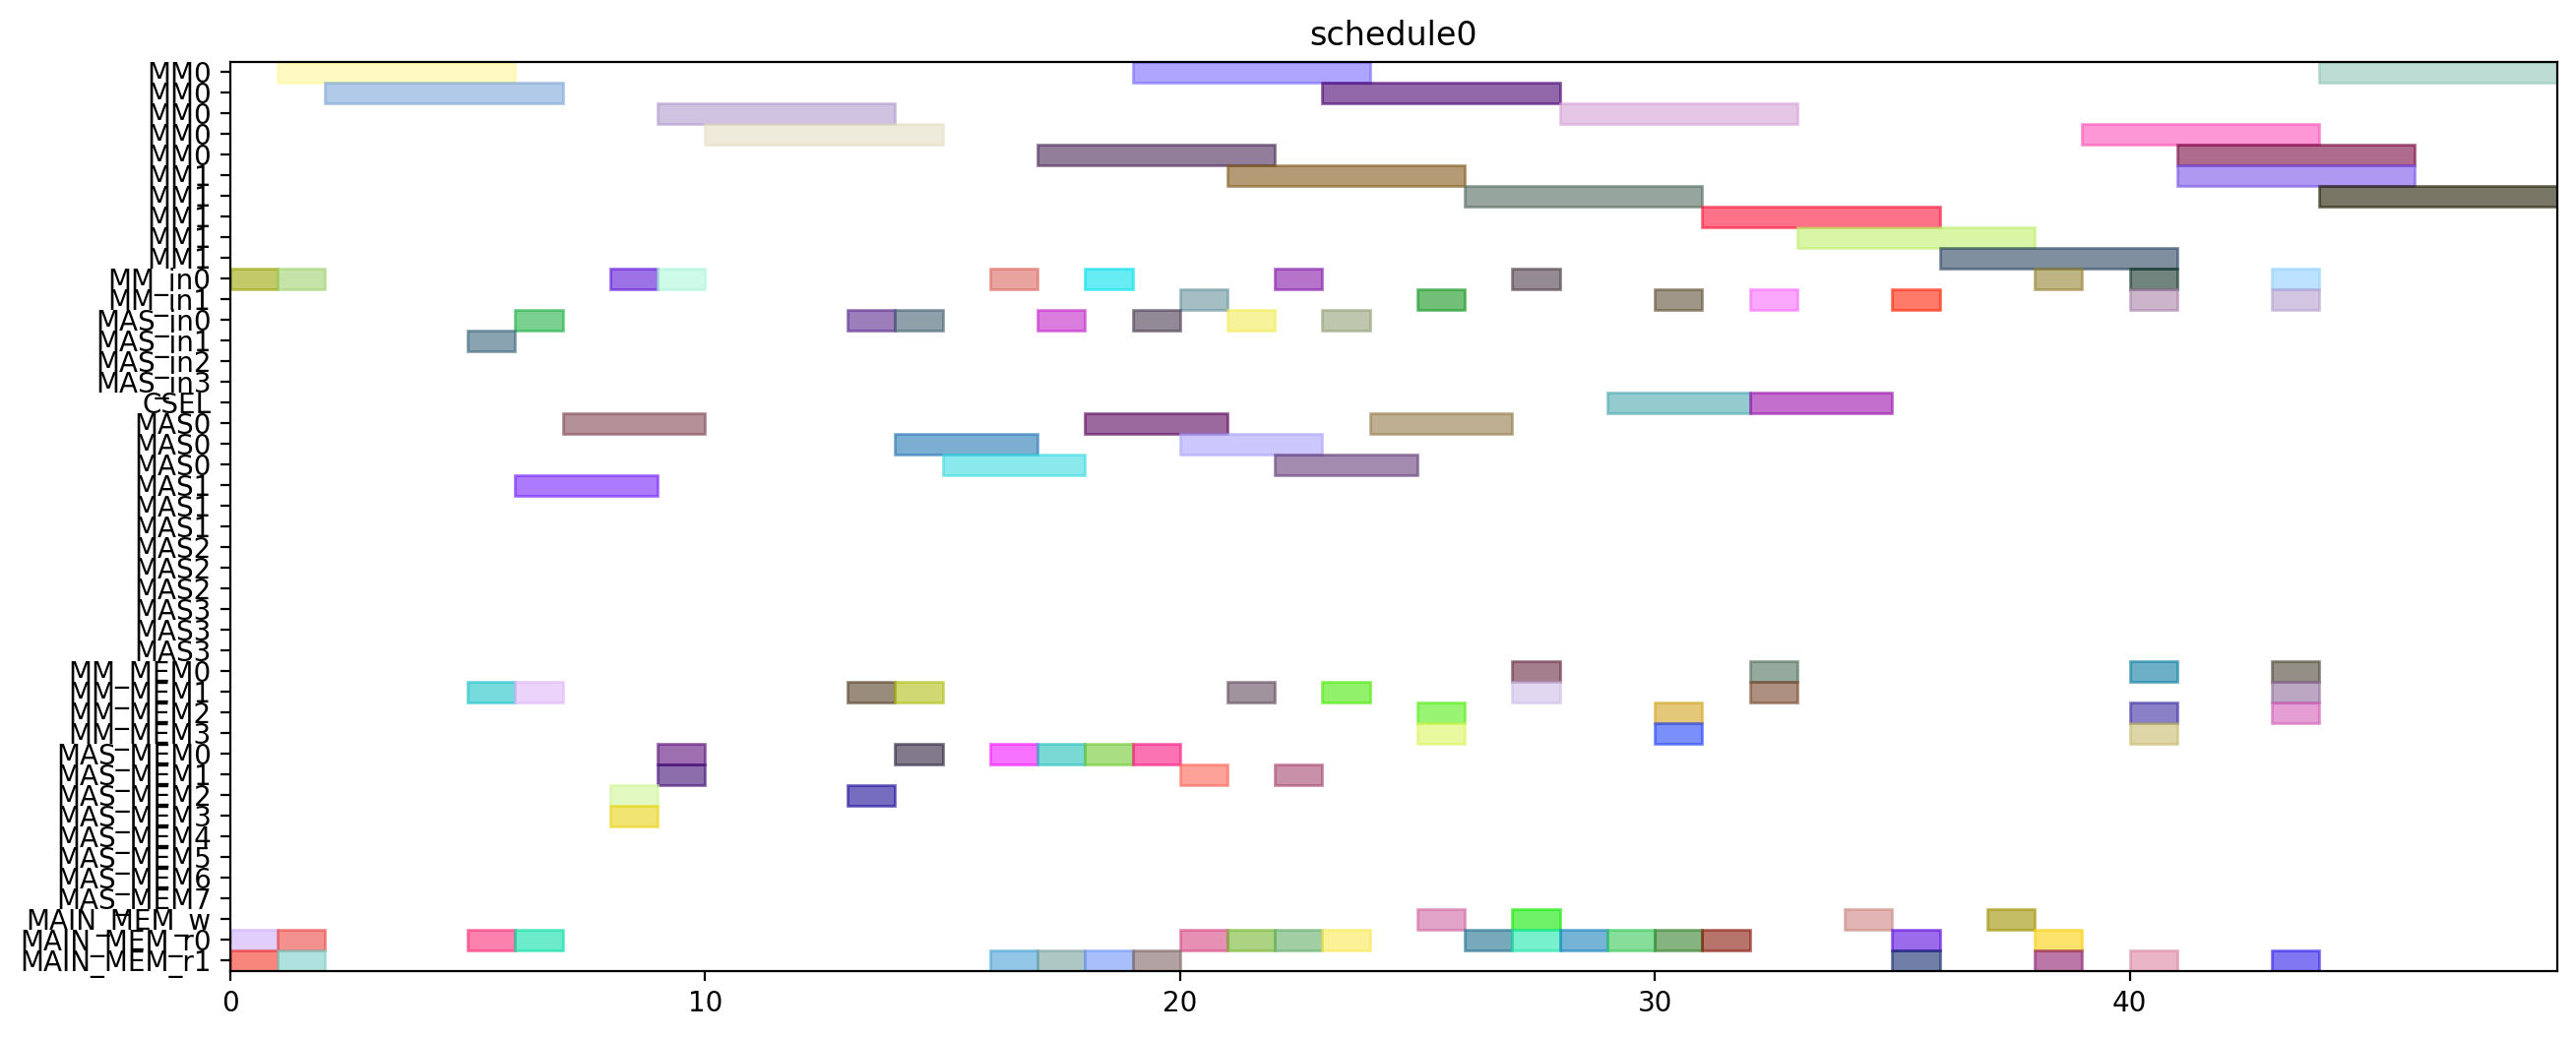 schedule0
MM0
MM0
MM0
MM0
MM0
MM1
MM1
MM1
MM1
MM1
MM_in0
MM_in1
MAS_in0
MAS_in1
MAS_in2
MAS_in3
CSEL
MAS0
MAS0
MAS0
MAS1
MAS1
MAS1
MAS2
MAS2
MAS2
MAS3
MAS3
MAS3
MM_MEM0
MM_MEM1
MM_MEM2
MM_MEM3
MAS_MEM0
MAS_MEM1
MAS_MEM2
MAS_MEM3
MAS_MEM4
MAS_MEM5
MAS_MEM6
MAS_MEM7
MAIN_MEM_w
MAIN_MEM_r0
MAIN_MEM_r1
0 10 20 30 40